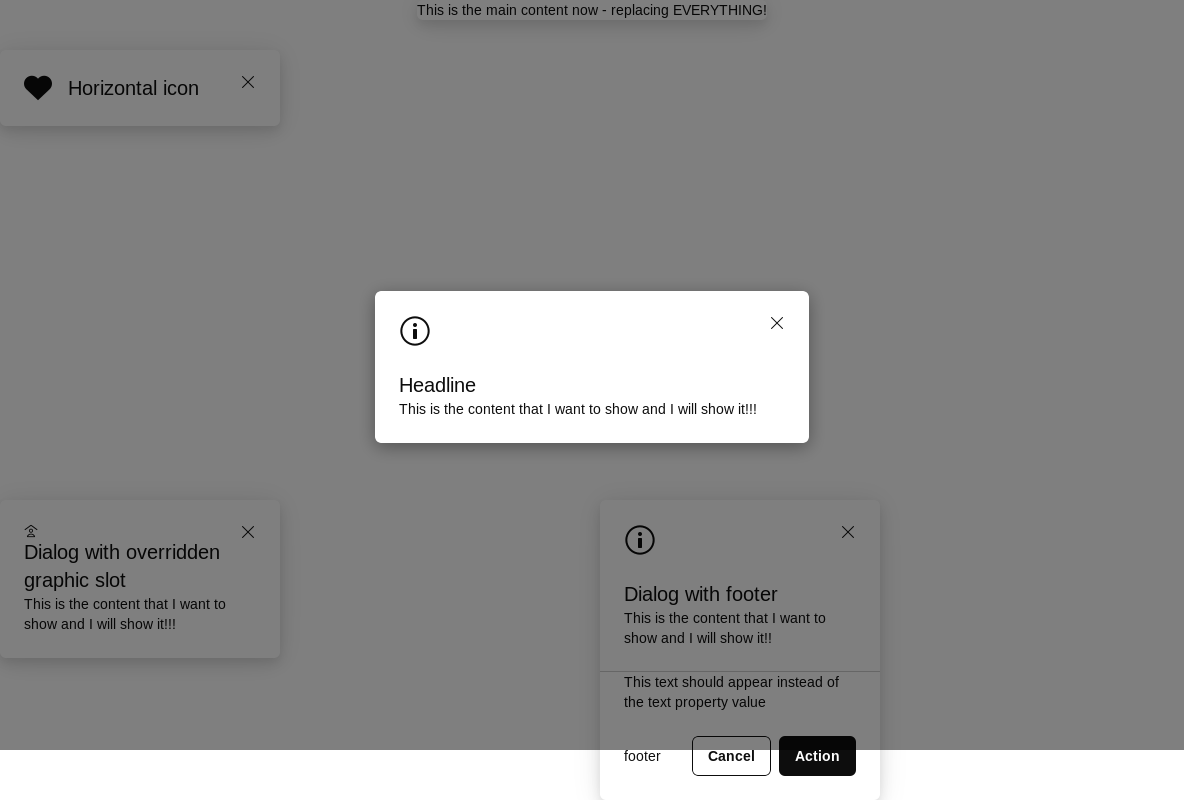 This is the main content now - replacing EVERYTHING!
Horizontal icon
Headline
This is the content that I want to show and I will show it!!!
Dialog with overridden
graphic slot
This is the content that I want to
show and I will show it!!!
Dialog with footer
This is the content that I want to
show and I will show it!!
This text should appear instead of
the text property value
footer Cancel Action